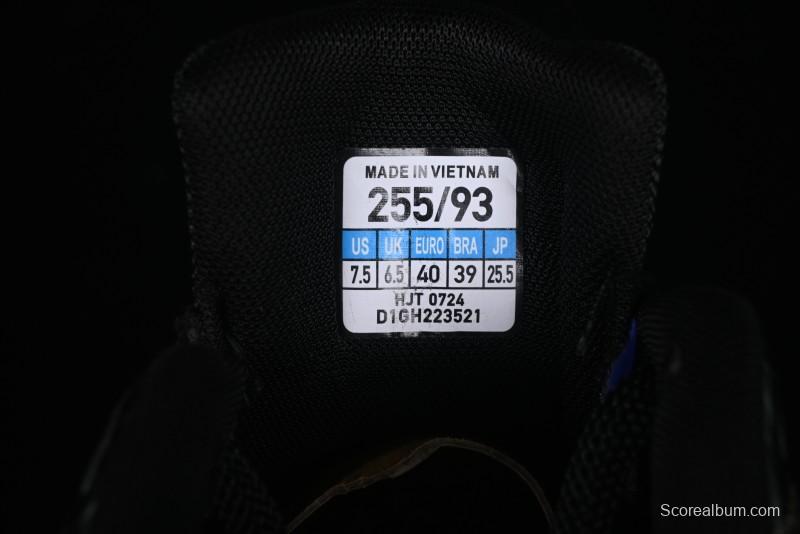 MADE IN VIETNAM
255/93
US UK EURO BRA JP
7.5 6.5 40 39 25.5
HJT 0724
D1GH223521
Scorealbum.com